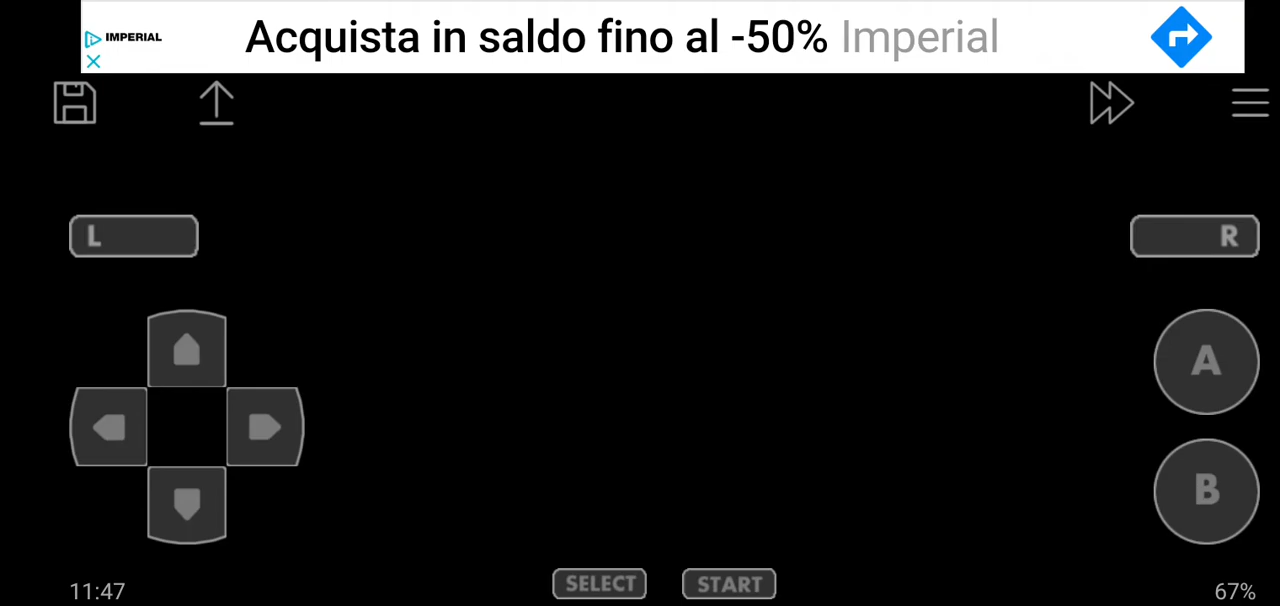 IMPERIAL
Acquista in saldo fino al -50% Imperial
L
R
A
B
SELECT
START
11:47
67%